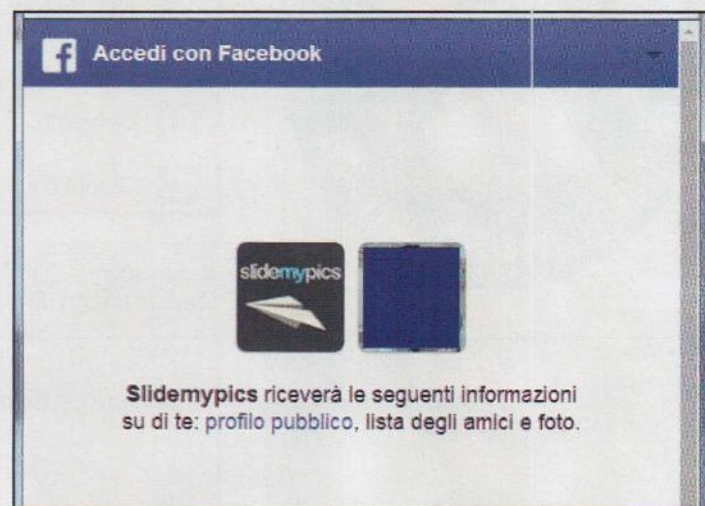 Accedi con Facebook
slidemypics
Slidemypics riceverà le seguenti informazioni
su di te: profilo pubblico, lista degli amici e foto.